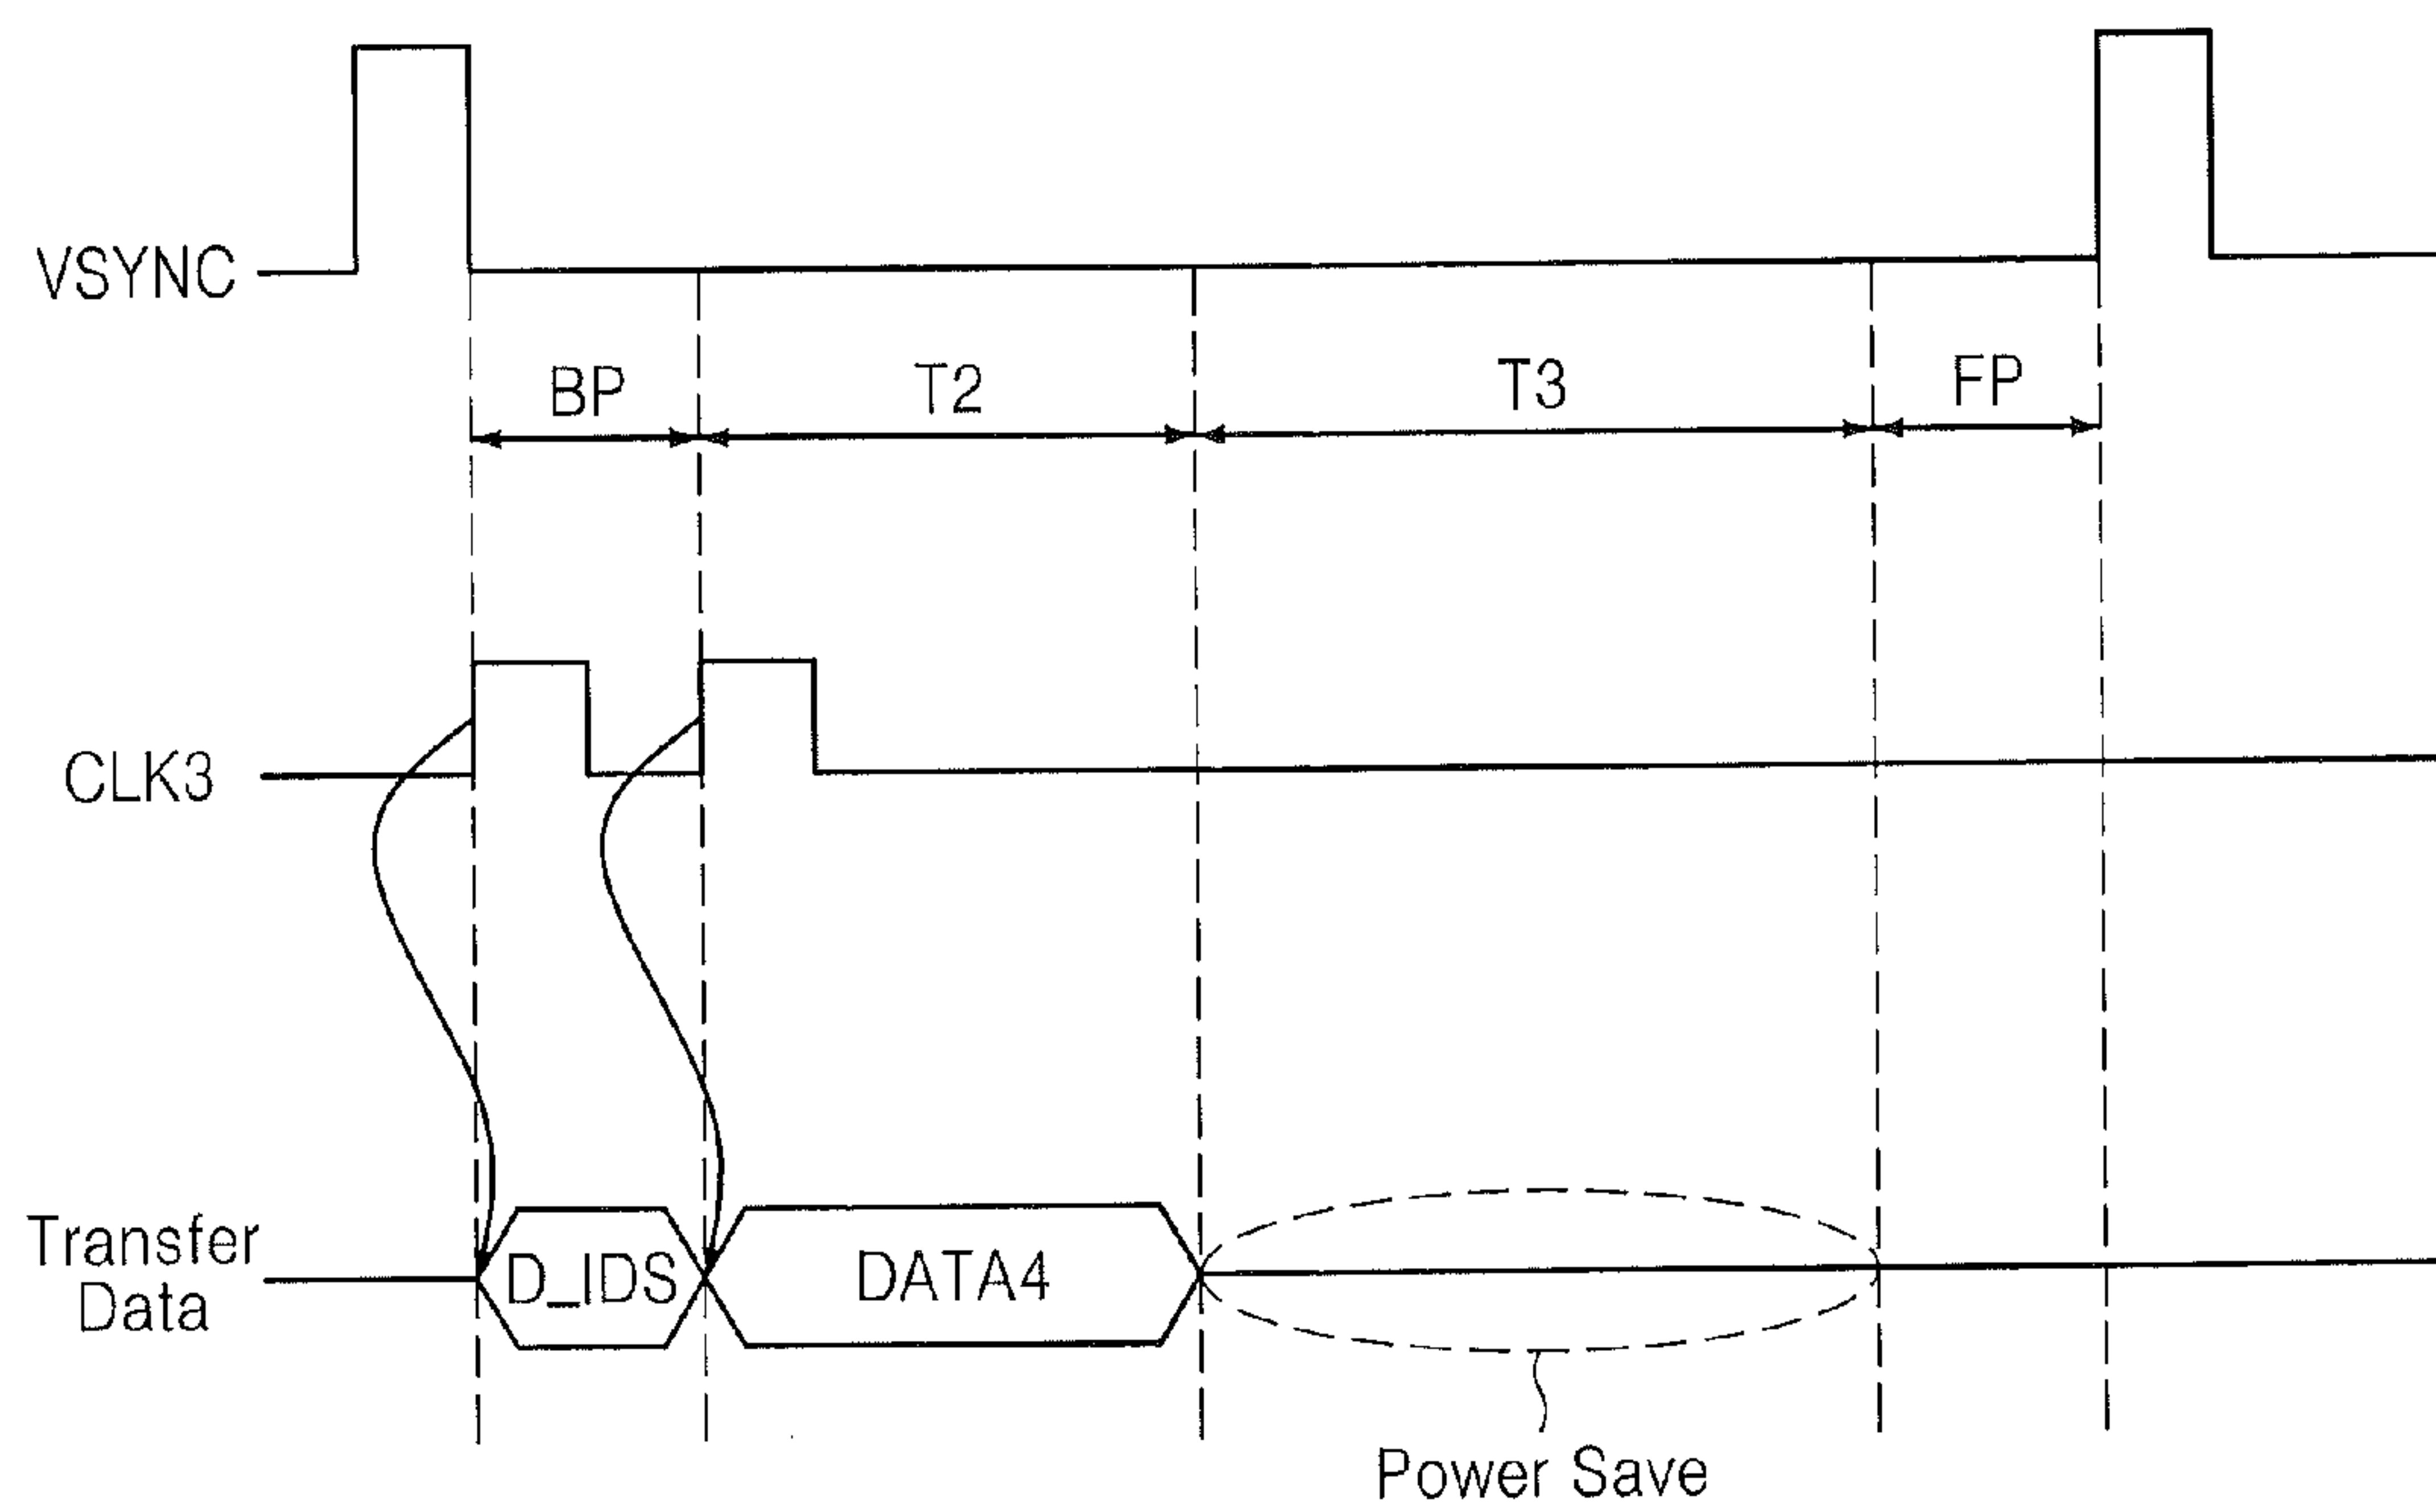 VSYNC
BP
T2
T3
FP
CLK3
Transfer
Data
D_IDS
DATA4
Power Save